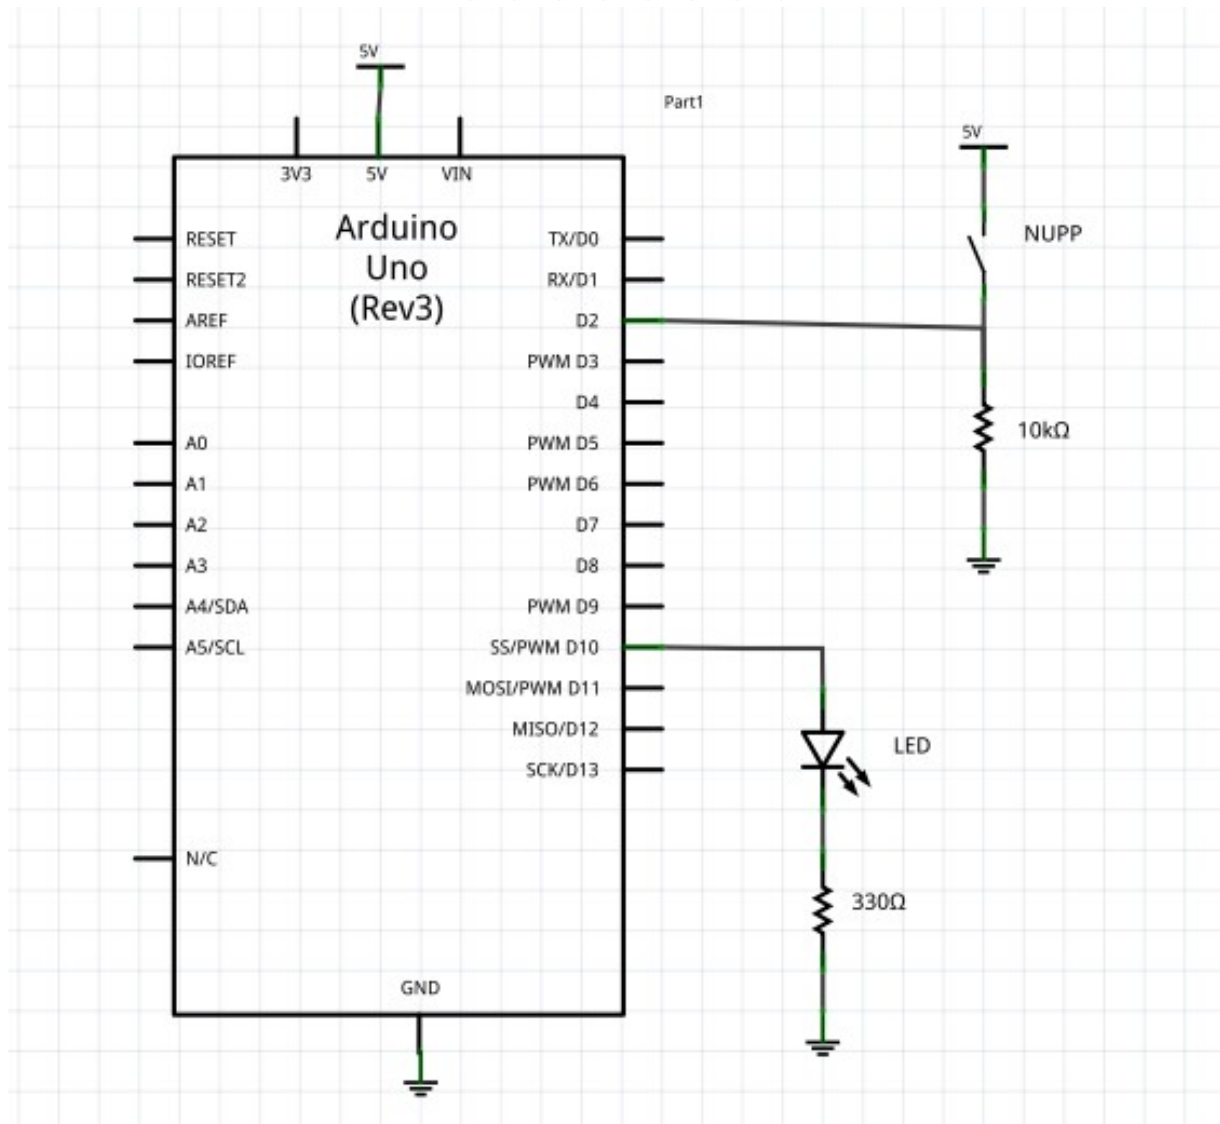 5V
Part1
5V
3V3
5V
VIN
Arduino
Uno
(Rev3)
RESET
RESET2
AREF
IOREF
A0
A1
A2
A3
A4/SDA
A5/SCL
N/C
TX/D0
RX/D1
D2
PWM D3
D4
PWM D5
PWM D6
D7
D8
PWM D9
SS/PWM D10
MOSI/PWM D11
MISO/D12
SCK/D13
GND
NUPP
10kΩ
LED
330Ω